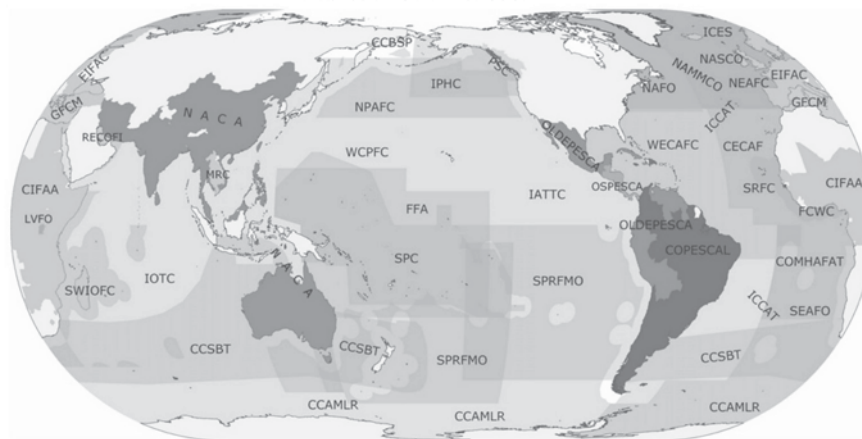 ICES
CCBSP
NASCO
EIFAC
PSC
NAMMCO
NEAFC
EIFAC
IPHC
NAFO
GFCM
NPAFC
GFCM
N A C A
ICCAT
RECOFI
OLDEPESCA
WECAFC
CECAF
WCPFC
MRC
CIFAA
IATTC
OSPESCA
SRFC
CIFAA
FFA
FCWC
LVFO
OLDEPESCA
N A C A
SPC
COPESCAL
COMHAFAT
IOTC
SPRFMO
SWIOFC
ICCAT
SEAFO
CCSBT
CCSBT
SPRFMO
CCSBT
CCAMLR
CCAMLR
CCAMLR